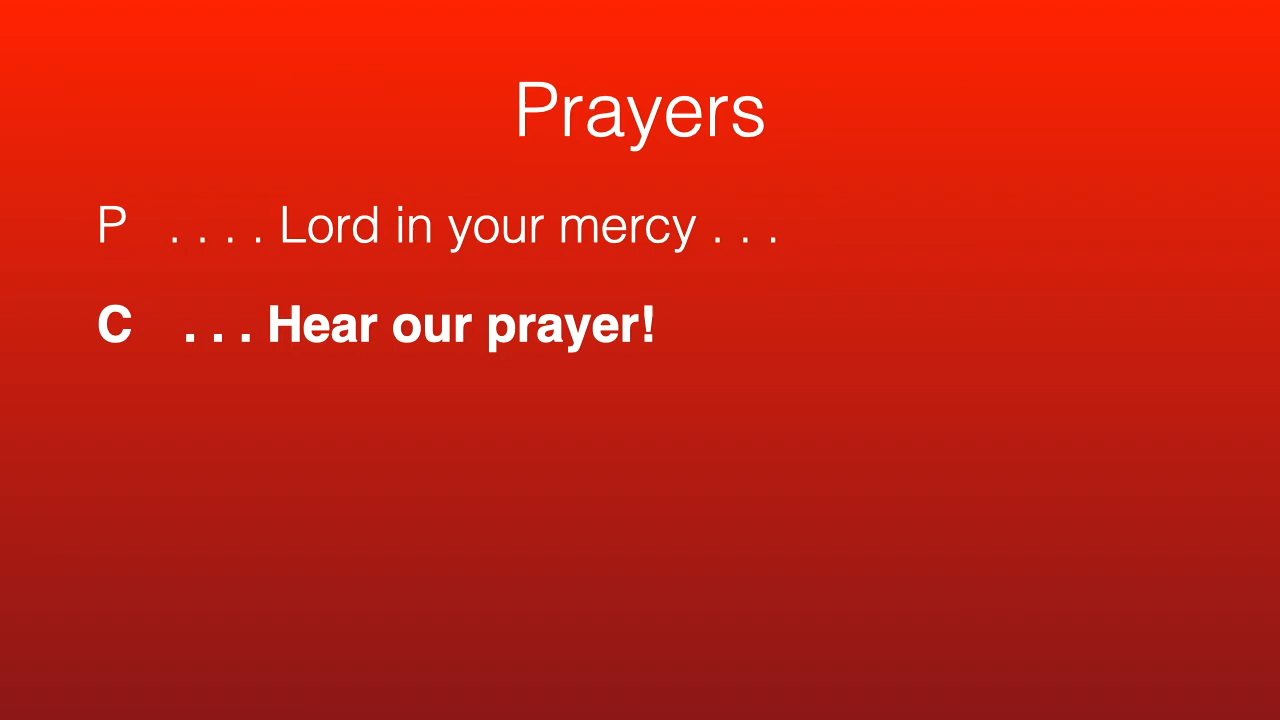 Prayers
P . . . . Lord in your mercy . . .
C . . . Hear our prayer!